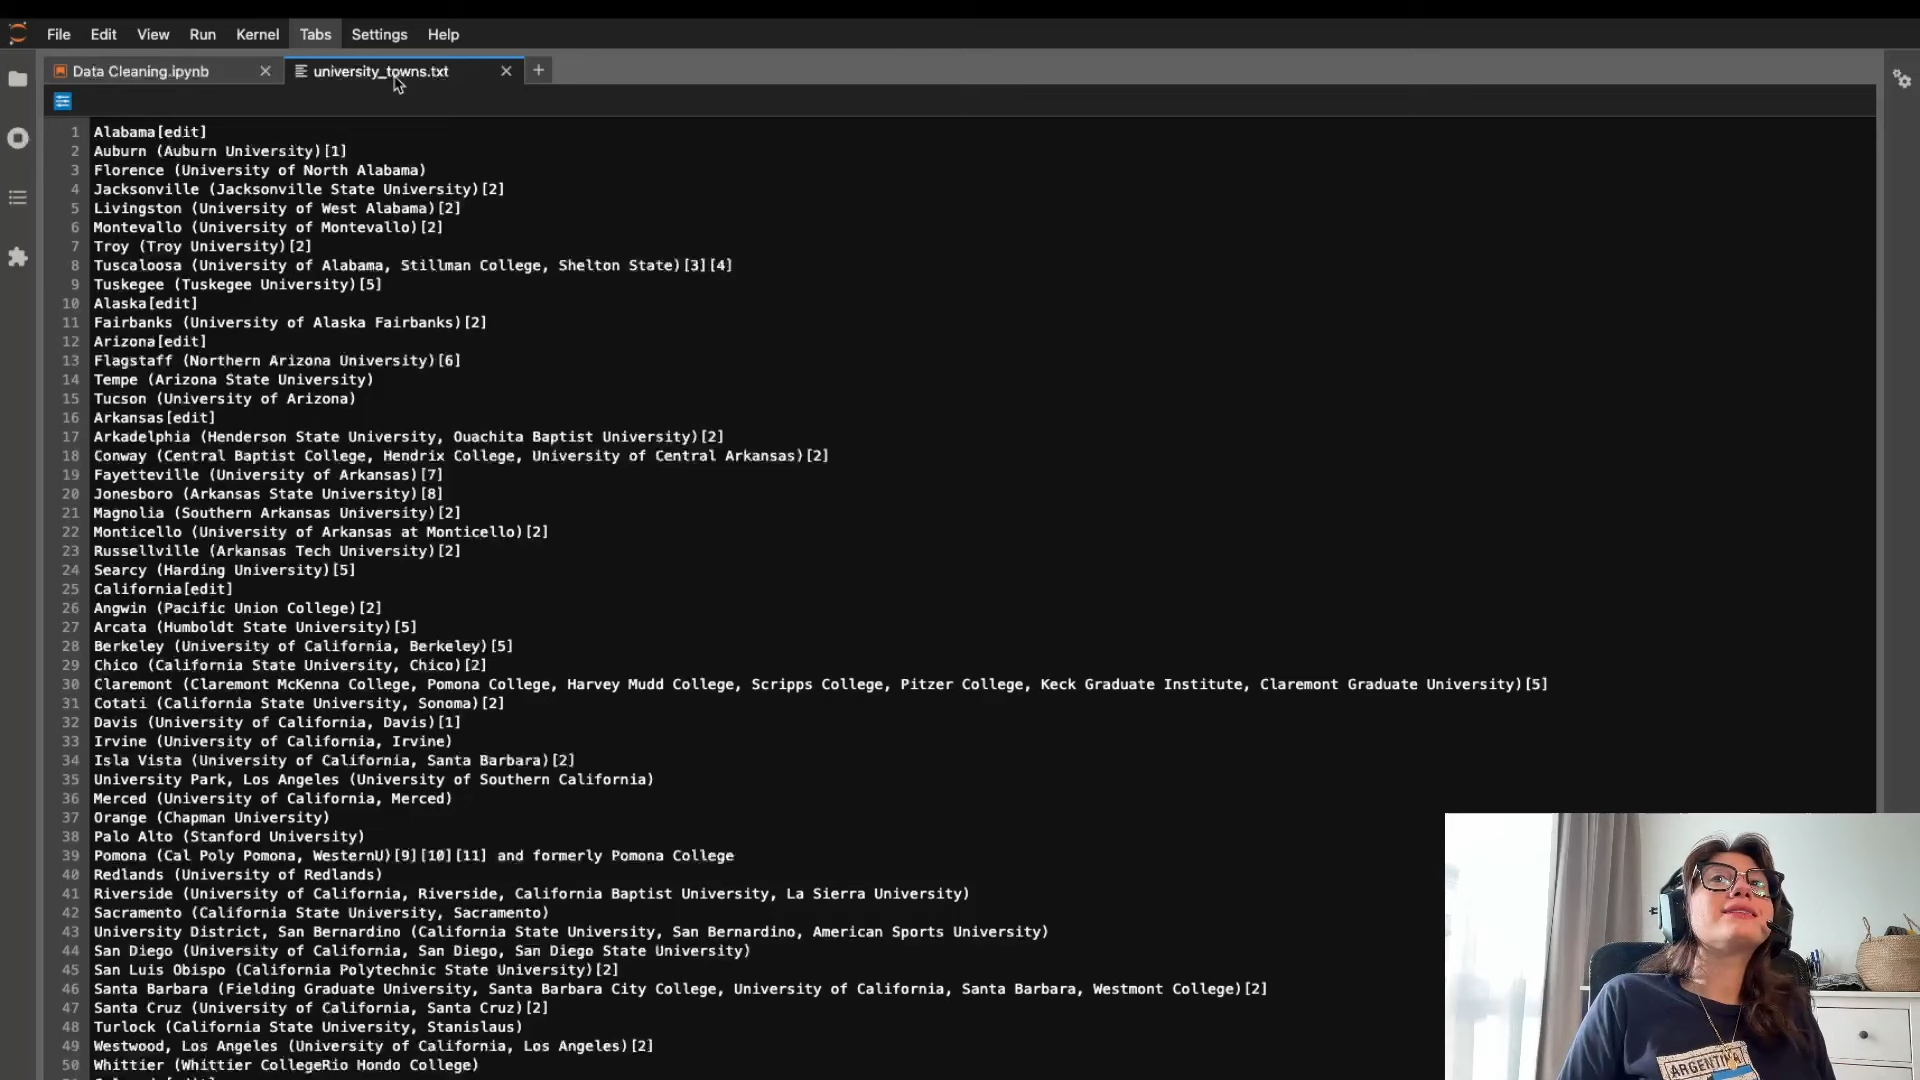 File Edit View Run Kernel Tabs Settings Help
Data Cleaning.ipynb university_towns.txt
1 Alabama[edit]
2 Auburn (Auburn University)[1]
3 Florence (University of North Alabama)
4 Jacksonville (Jacksonville State University)[2]
5 Livingston (University of West Alabama)[2]
6 Montevallo (University of Montevallo)[2]
7 Troy (Troy University)[2]
8 Tuscaloosa (University of Alabama, Stillman College, Shelton State)[3][4]
9 Tuskegee (Tuskegee University)[5]
10 Alaska[edit]
11 Fairbanks (University of Alaska Fairbanks)[2]
12 Arizona[edit]
13 Flagstaff (Northern Arizona University)[6]
14 Tempe (Arizona State University)
15 Tucson (University of Arizona)
16 Arkansas[edit]
17 Arkadelphia (Henderson State University, Ouachita Baptist University)[2]
18 Conway (Central Baptist College, Hendrix College, University of Central Arkansas)[2]
19 Fayetteville (University of Arkansas)[7]
20 Jonesboro (Arkansas State University)[8]
21 Magnolia (Southern Arkansas University)[2]
22 Monticello (University of Arkansas at Monticello)[2]
23 Russellville (Arkansas Tech University)[2]
24 Searcy (Harding University)[5]
25 California[edit]
26 Angwin (Pacific Union College)[2]
27 Arcata (Humboldt State University)[5]
28 Berkeley (University of California, Berkeley)[5]
29 Chico (California State University, Chico)[2]
30 Claremont (Claremont McKenna College, Pomona College, Harvey Mudd College, Scripps College, Pitzer College, Keck Graduate Institute, Claremont Graduate University)[5]
31 Cotati (California State University, Sonoma)[2]
32 Davis (University of California, Davis)[1]
33 Irvine (University of California, Irvine)
34 Isla Vista (University of California, Santa Barbara)[2]
35 University Park, Los Angeles (University of Southern California)
36 Merced (University of California, Merced)
37 Orange (Chapman University)
38 Palo Alto (Stanford University)
39 Pomona (Cal Poly Pomona, WesternU)[9][10][11] and formerly Pomona College
40 Redlands (University of Redlands)
41 Riverside (University of California, Riverside, California Baptist University, La Sierra University)
42 Sacramento (California State University, Sacramento)
43 University District, San Bernardino (California State University, San Bernardino, American Sports University)
44 San Diego (University of California, San Diego, San Diego State University)
45 San Luis Obispo (California Polytechnic State University)[2]
46 Santa Barbara (Fielding Graduate University, Santa Barbara City College, University of California, Santa Barbara, Westmont College)[2]
47 Santa Cruz (University of California, Santa Cruz)[2]
48 Turlock (California State University, Stanislaus)
49 Westwood, Los Angeles (University of California, Los Angeles)[2]
50 Whittier (Whittier CollegeRio Hondo College)